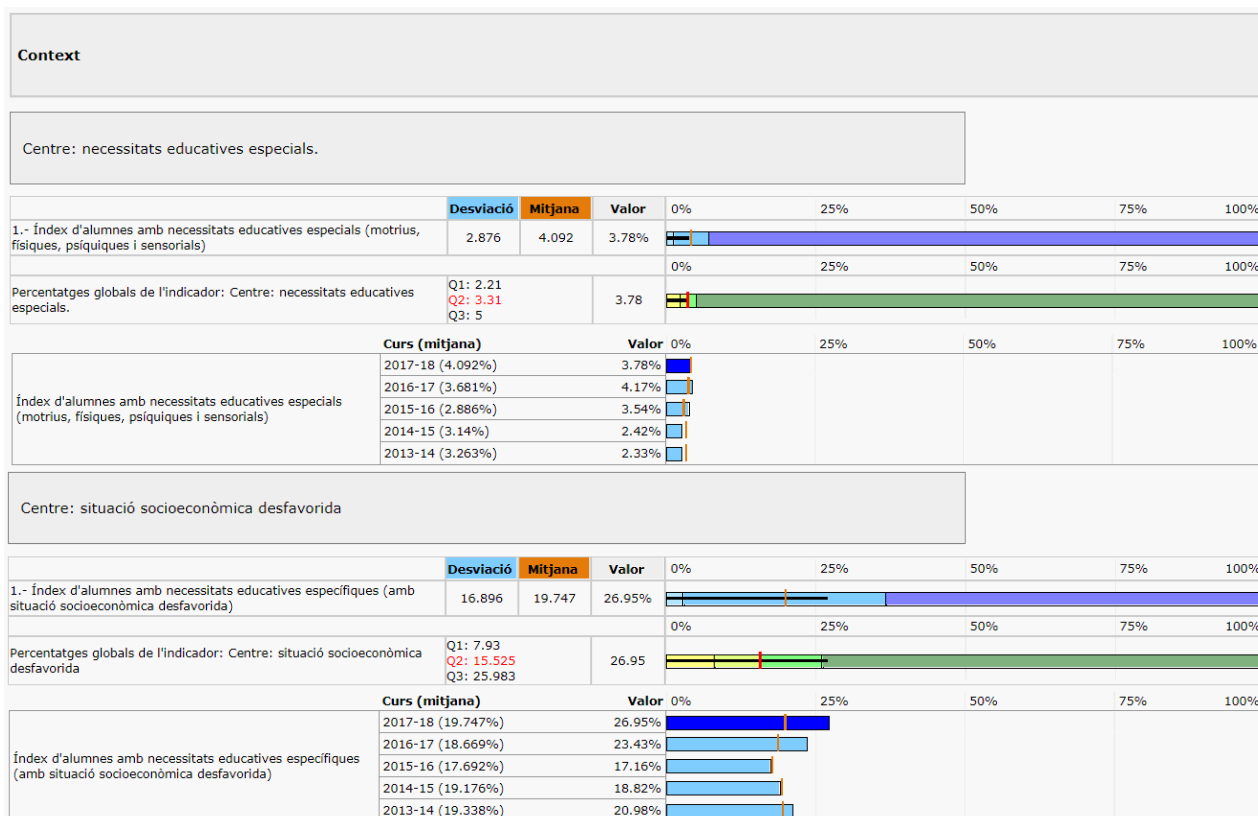 Context
Centre: necessitats educatives especials.
Desviació Mitjana Valor 0% 25% 50% 75% 100%
1.- Índex d'alumnes amb necessitats educatives especials (motrius,
físiques, psíquiques i sensorials)
2.876 4.092 3.78%
0% 25% 50% 75% 100%
Percentatges globals de l'indicador: Centre: necessitats educatives
especials.
Q1: 2.21
Q2: 3.31
Q3: 5
3.78
Curs (mitjana) Valor 0% 25% 50% 75% 100%
Índex d'alumnes amb necessitats educatives especials
(motrius, físiques, psíquiques i sensorials)
2017-18 (4.092%) 3.78%
2016-17 (3.681%) 4.17%
2015-16 (2.886%) 3.54%
2014-15 (3.14%) 2.42%
2013-14 (3.263%) 2.33%
Centre: situació socioeconòmica desfavorida
Desviació Mitjana Valor 0% 25% 50% 75% 100%
1.- Índex d'alumnes amb necessitats educatives específiques (amb
situació socioeconòmica desfavorida)
16.896 19.747 26.95%
0% 25% 50% 75% 100%
Percentatges globals de l'indicador: Centre: situació socioeconòmica
desfavorida
Q1: 7.93
Q2: 15.525
Q3: 25.983
26.95
Curs (mitjana) Valor 0% 25% 50% 75% 100%
Índex d'alumnes amb necessitats educatives específiques
(amb situació socioeconòmica desfavorida)
2017-18 (19.747%) 26.95%
2016-17 (18.669%) 23.43%
2015-16 (17.692%) 17.16%
2014-15 (19.176%) 18.82%
2013-14 (19.338%) 20.98%